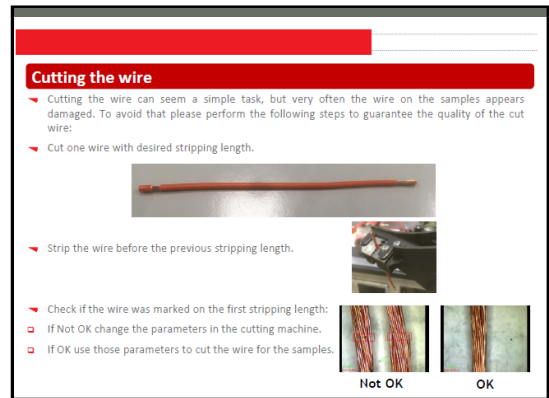 Cutting the wire
Cutting the wire can seem a simple task, but very often the wire on the samples appears
damaged. To avoid that please perform the following steps to guarantee the quality of the cut
wire:
Cut one wire with desired stripping length.
Strip the wire before the previous stripping length.
Check if the wire was marked on the first stripping length:
If Not OK change the parameters in the cutting machine.
If OK use those parameters to cut the wire for the samples.
Not OK
OK